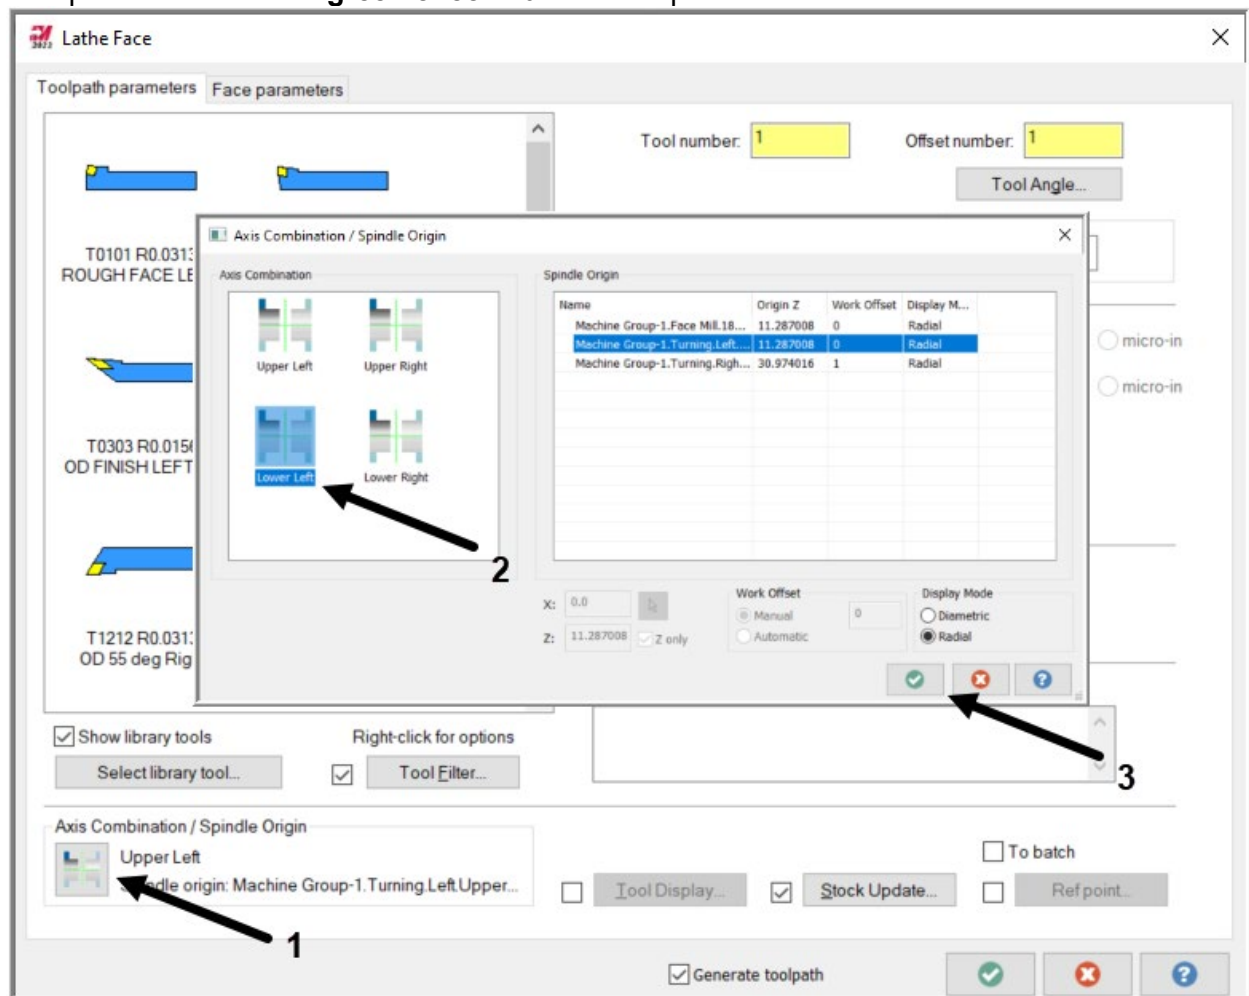 Lathe Face
Toolpath parameters
Face parameters
Tool number: 1
Offset number: 1
Tool Angle...
T0101 R0.0313
ROUGH FACE LE
T0303 R0.0156
OD FINISH LEFT
T1212 R0.0313
OD 55 deg Rig
micro-in
micro-in
Axis Combination / Spindle Origin
Axis Combination
Upper Left
Upper Right
Lower Left
Lower Right
2
Spindle Origin
Name Origin Z Work Offset Display M...
Machine Group-1.Face Mill.18... 11.287008 0 Radial
Machine Group-1.Turning.Left.... 11.287008 0 Radial
Machine Group-1.Turning.Righ... 30.974016 1 Radial
X: 0.0
Z: 11.287008 Z only
Work Offset
Manual 0
Automatic
Display Mode
Diametric
Radial
3
Show library tools
Right-click for options
Select library tool...
Tool Filter...
Axis Combination / Spindle Origin
Upper Left
origin: Machine Group-1.Turning.Left.Upper...
1
Tool Display...
Stock Update...
To batch
Ref point...
Generate toolpath